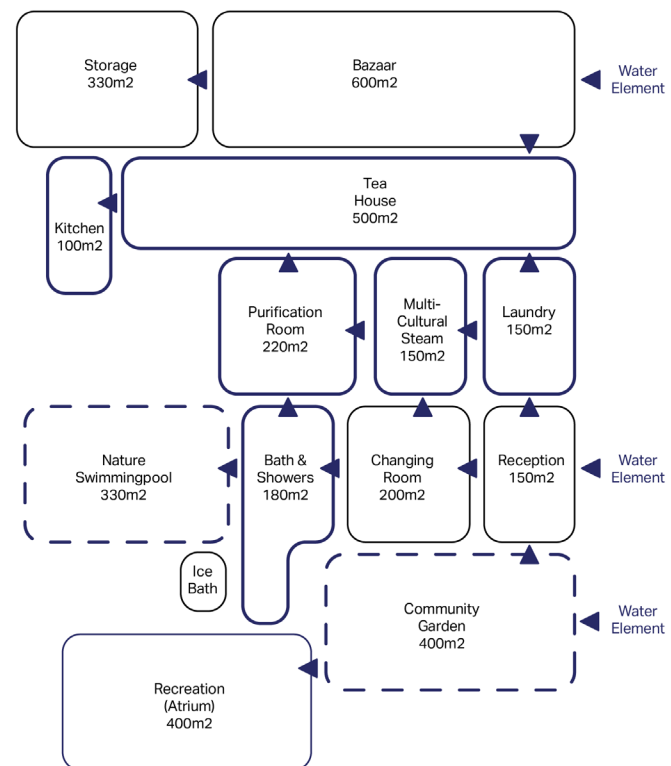 Storage
330m2
Bazaar
600m2
Water
Element
Tea
House
500m2
Kitchen
100m2
Purification
Room
220m2
Multi-
Cultural
Steam
150m2
Laundry
150m2
Nature
Swimmingpool
330m2
Bath &
Showers
180m2
Changing
Room
200m2
Reception
150m2
Water
Element
Ice
Bath
Community
Garden
400m2
Water
Element
Recreation
(Atrium)
400m2